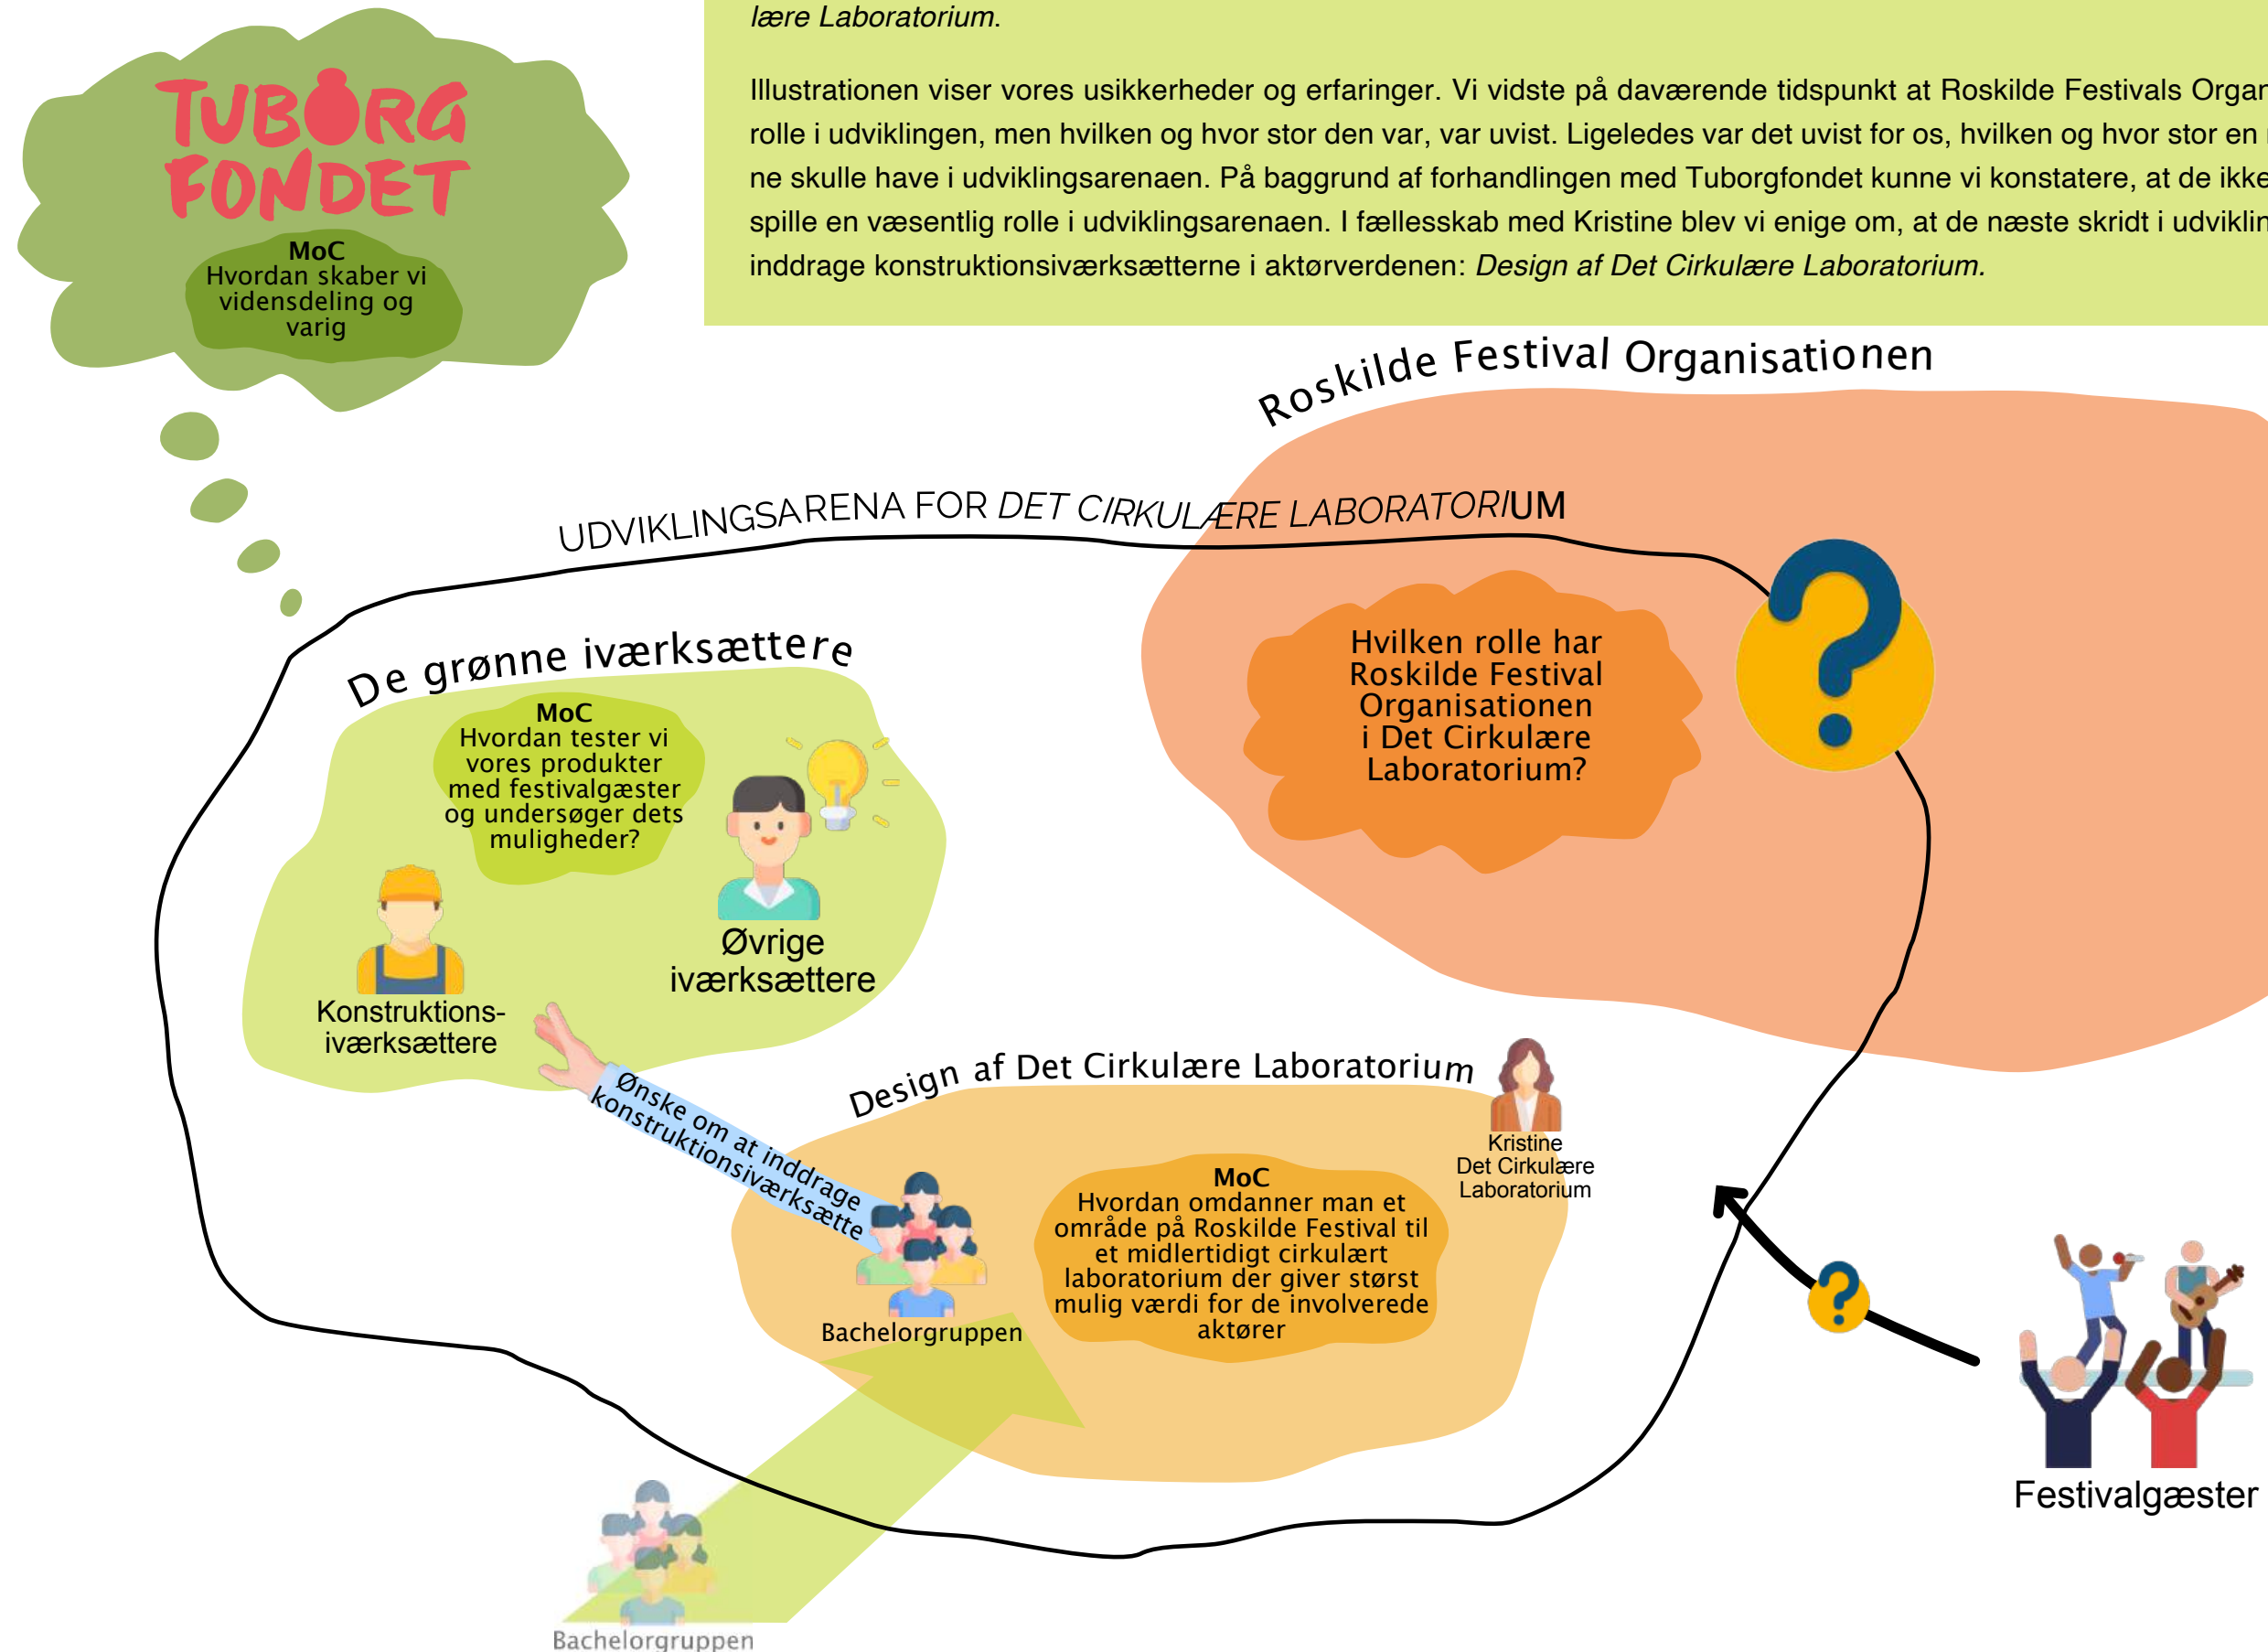 lære Laboratorium.
Illustrationen viser vores usikkerheder og erfaringer. Vi vidste på daværende tidspunkt at Roskilde Festivals Organ
rolle i udviklingen, men hvilken og hvor stor den var, var uvist. Ligeledes var det uvist for os, hvilken og hvor stor en
ne skulle have i udviklingsarenaen. På baggrund af forhandlingen med Tuborgfondet kunne vi konstatere, at de ikke
spille en væsentlig rolle i udviklingsarenaen. I fællesskab med Kristine blev vi enige om, at de næste skridt i udviklin
inddrage konstruktionsiværksætterne i aktørverdenen: Design af Det Cirkulære Laboratorium.
TUBORG
FONDET
MoC
Hvordan skaber vi
vidensdeling og
varig
Roskilde Festival Organisationen
UDVIKLINGSARENA FOR DET CIRKULÆRE LABORATORIUM
Hvilken rolle har
Roskilde Festival
Organisationen
i Det Cirkulære
Laboratorium?
De grønne iværksættere
MoC
Hvordan tester vi
vores produkter
med festivalgæster
og undersøger dets
muligheder?
Øvrige
iværksættere
Konstruktions-
iværksættere
Ønske om at inddrage
konstruktionsiværksætte
Design af Det Cirkulære Laboratorium
Kristine
Det Cirkulære
Laboratorium
MoC
Hvordan omdanner man et
område på Roskilde Festival til
et midlertidigt cirkulært
laboratorium der giver størst
mulig værdi for de involverede
aktører
Bachelorgruppen
Festivalgæster
Bachelorgruppen